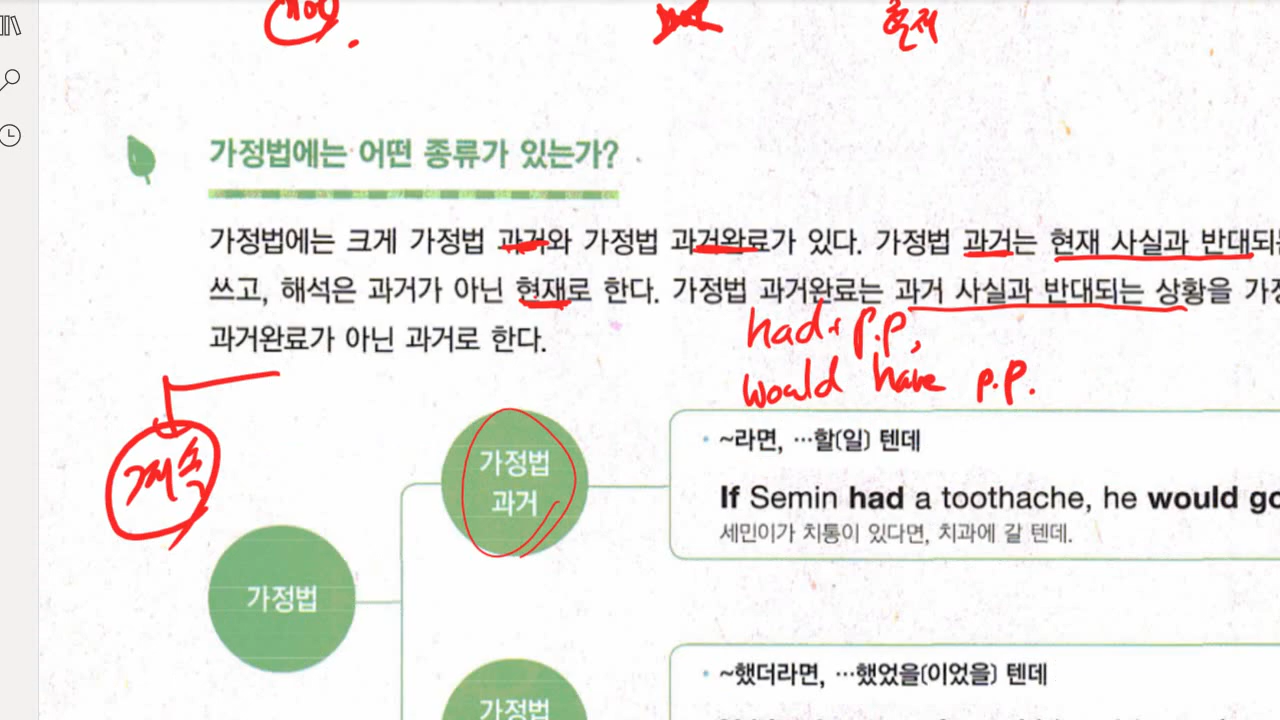 현재
가정법에는 어떤 종류가 있는가?
가정법에는 크게 가정법 과거와 가정법 과거완료가 있다. 가정법 과거는 현재 사실과 반대되는
쓰고, 해석은 과거가 아닌 현재로 한다. 가정법 과거완료는 과거 사실과 반대되는 상황을 가정
과거완료가 아닌 과거로 한다.
had + p.p,
would have p.p.
계속
가정법
과거
~라면, …할(일) 텐데
If Semin had a toothache, he would go
세민이가 치통이 있다면, 치과에 갈 텐데.
가정법
~했더라면, …했었을(이었을) 텐데
가정법